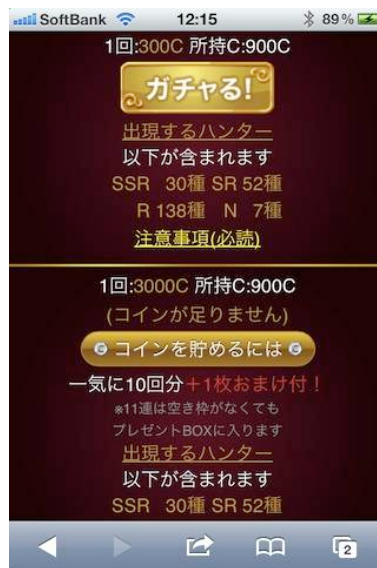 SoftBank 12:15 89%
1回:300C 所持C:900C
ガチャる!
出現するハンター
以下が含まれます
SSR 30種 SR 52種
R 138種 N 7種
注意事項(必読)
1回:3000C 所持C:900C
(コインが足りません)
C コインを貯めるには C
一気に10回分+1枚おまけ付!
※11連は空き枠がなくても
プレゼントBOXに入ります
出現するハンター
以下が含まれます
SSR 30種 SR 52種
2